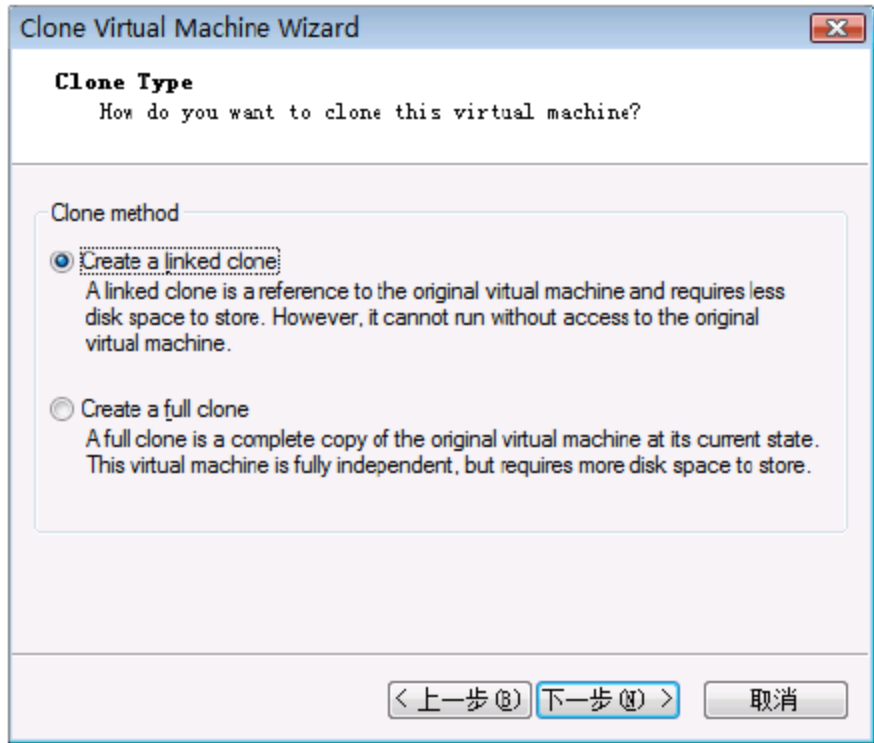 Clone Virtual Machine Wizard
Clone Type
How do you want to clone this virtual machine?
Clone method
Create a linked clone
A linked clone is a reference to the original virtual machine and requires less
disk space to store. However, it cannot run without access to the original
virtual machine.
Create a full clone
A full clone is a complete copy of the original virtual machine at its current state.
This virtual machine is fully independent, but requires more disk space to store.
< 上一步(B) 下一步(N) > 取消